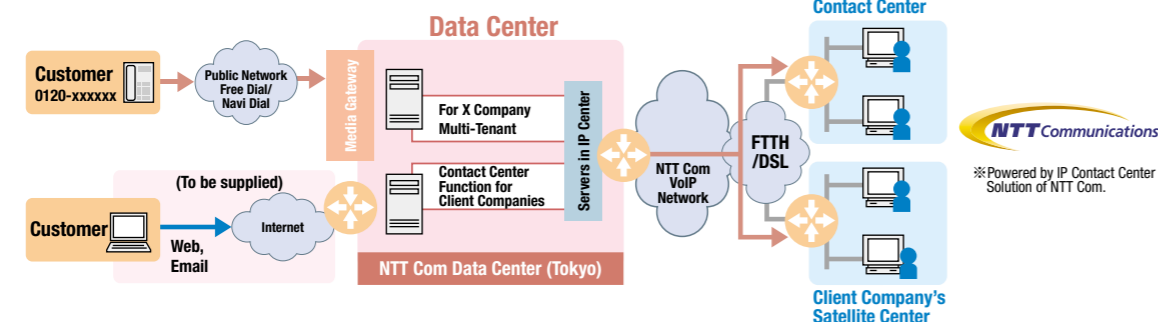 Contact Center
Data Center
Customer
0120-xxxxxx
Public Network
Free Dial/
Navi Dial
Media Gateway
For X Company
Multi-Tenant
Contact Center
Function for
Client Companies
Servers in IP Center
NTT Com
VoIP
Network
FTTH
/DSL
NTT Communications
※Powered by IP Contact Center
Solution of NTT Com.
(To be supplied)
Customer
Internet
Web,
Email
NTT Com Data Center (Tokyo)
Client Company's
Satellite Center